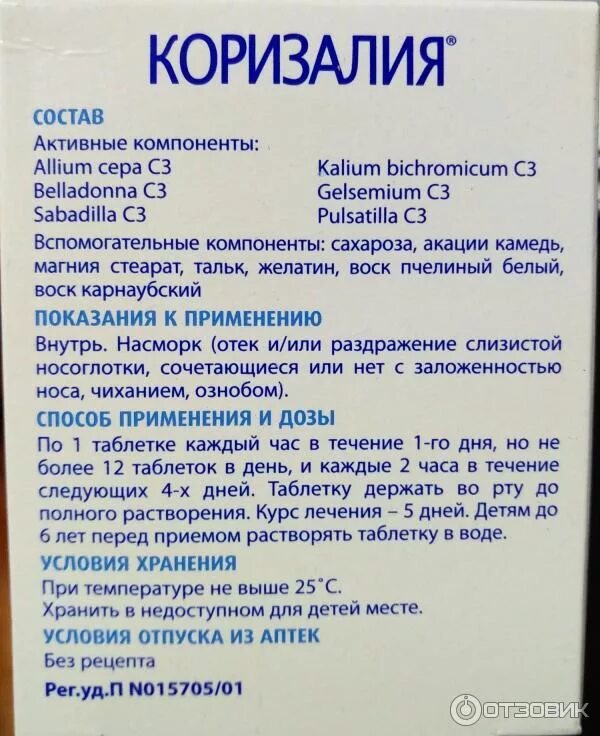 КОРИЗАЛИЯ®
СОСТАВ
Активные компоненты:
Allium cepa C3
Kalium bichromicum C3
Belladonna C3
Gelsemium C3
Sabadilla C3
Pulsatilla C3
Вспомогательные компоненты: сахароза, акации камедь,
магния стеарат, тальк, желатин, воск пчелиный белый,
воск карнаубский
ПОКАЗАНИЯ К ПРИМЕНЕНИЮ
Внутрь. Насморк (отек и/или раздражение слизистой
носоглотки, сочетающиеся или нет с заложенностью
носа, чиханием, ознобом).
СПОСОБ ПРИМЕНЕНИЯ И ДОЗЫ
По 1 таблетке каждый час в течение 1-го дня, но не
более 12 таблеток в день, и каждые 2 часа в течение
следующих 4-х дней. Таблетку держать во рту до
полного растворения. Курс лечения – 5 дней. Детям до
6 лет перед приемом растворять таблетку в воде.
УСЛОВИЯ ХРАНЕНИЯ
При температуре не выше 25˚С.
Хранить в недоступном для детей месте.
УСЛОВИЯ ОТПУСКА ИЗ АПТЕК
Без рецепта
Рег.уд.П N015705/01
ОТЗОВИК